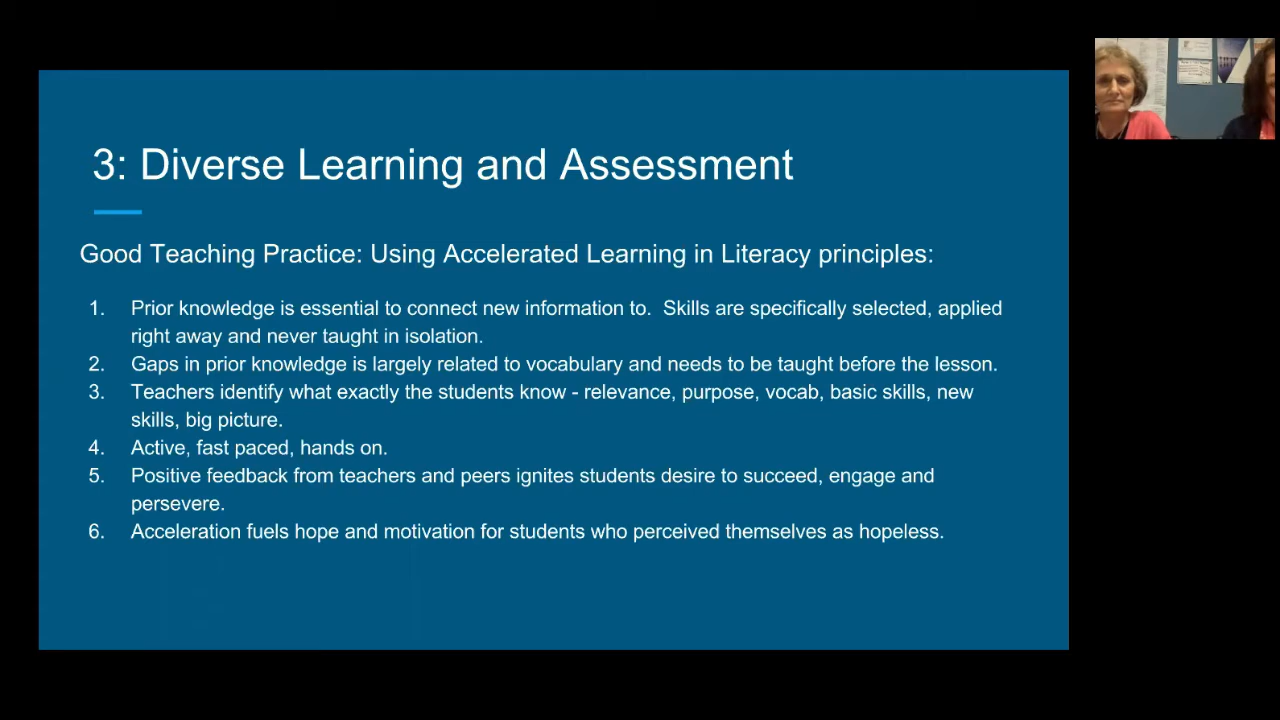 3: Diverse Learning and Assessment
Good Teaching Practice: Using Accelerated Learning in Literacy principles:
1. Prior knowledge is essential to connect new information to.  Skills are specifically selected, applied
right away and never taught in isolation.
2. Gaps in prior knowledge is largely related to vocabulary and needs to be taught before the lesson.
3. Teachers identify what exactly the students know - relevance, purpose, vocab, basic skills, new
skills, big picture.
4. Active, fast paced, hands on.
5. Positive feedback from teachers and peers ignites students desire to succeed, engage and
persevere.
6. Acceleration fuels hope and motivation for students who perceived themselves as hopeless.